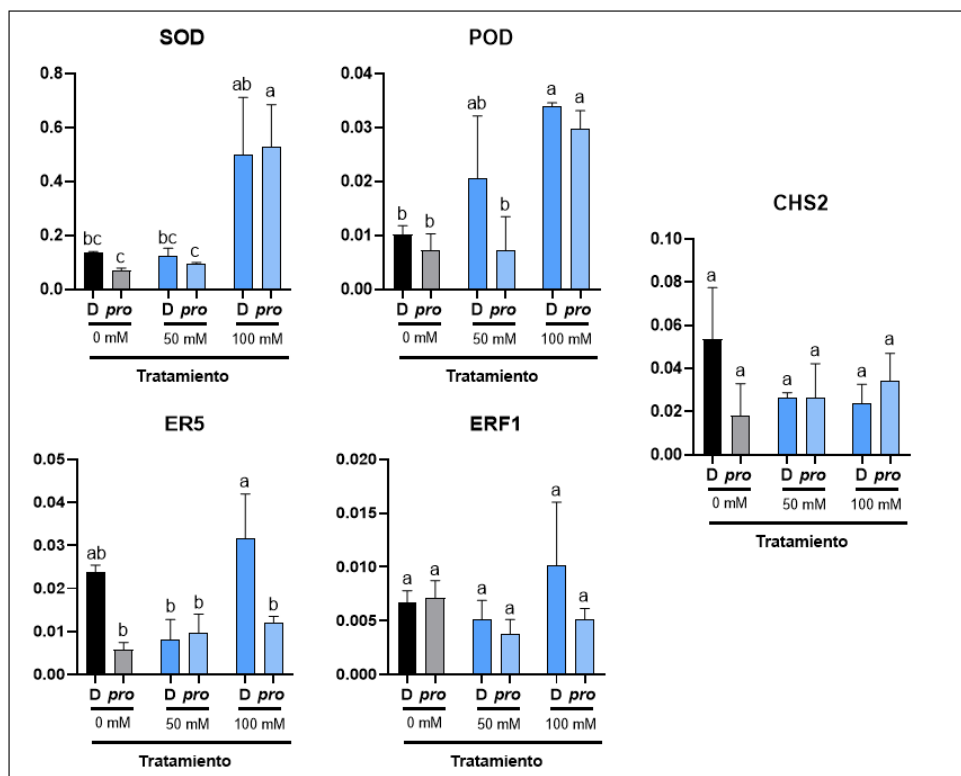 SOD
0.8
0.6
0.4
0.2
0.0
bc
c
bc
c
ab
a
D pro D pro D pro
0 mM 50 mM 100 mM
Tratamiento
POD
0.04
0.03
0.02
0.01
0.00
b
b
ab
b
a
a
D pro D pro D pro
0 mM 50 mM 100 mM
Tratamiento
CHS2
0.10
0.08
0.06
0.04
0.02
0.00
a
a
a
a
a
a
D pro D pro D pro
0 mM 50 mM 100 mM
Tratamiento
ER5
0.05
0.04
0.03
0.02
0.01
0.00
ab
b
b
b
a
b
D pro D pro D pro
0 mM 50 mM 100 mM
Tratamiento
ERF1
0.020
0.015
0.010
0.005
0.000
a
a
a
a
a
a
D pro D pro D pro
0 mM 50 mM 100 mM
Tratamiento